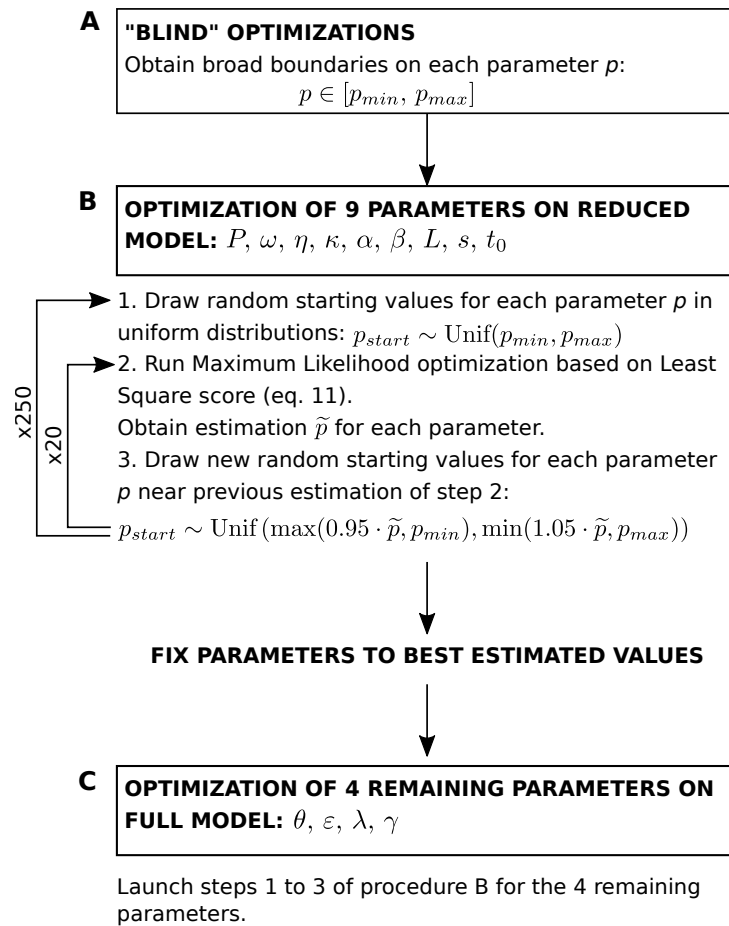 A
"BLIND" OPTIMIZATIONS
Obtain broad boundaries on each parameter p:
p ∈ [p_min, p_max]
B
OPTIMIZATION OF 9 PARAMETERS ON REDUCED
MODEL: P, ω, η, κ, α, β, L, s, t_0
1. Draw random starting values for each parameter p in
uniform distributions: p_start ∼ Unif(p_min, p_max)
2. Run Maximum Likelihood optimization based on Least
Square score (eq. 11).
Obtain estimation p̃ for each parameter.
3. Draw new random starting values for each parameter
p near previous estimation of step 2:
p_start ∼ Unif (max(0.95 · p̃, p_min), min(1.05 · p̃, p_max))
x250
x20
FIX PARAMETERS TO BEST ESTIMATED VALUES
C
OPTIMIZATION OF 4 REMAINING PARAMETERS ON
FULL MODEL: θ, ε, λ, γ
Launch steps 1 to 3 of procedure B for the 4 remaining
parameters.